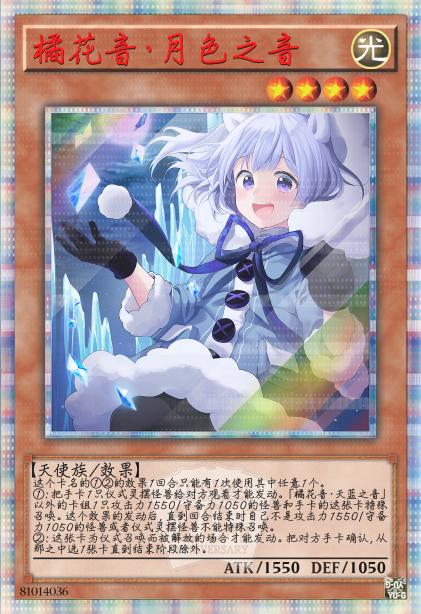 橘花音·月色之音
光
【天使族/效果】
这个卡名的①②的效果1回合只能有1次使用其中任意1个。
①:把手卡1只仪式灵摆怪兽给对方观看才能发动。「橘花音·天蓝之音」
以外的卡组1只攻击力1550/守备力1050的怪兽和手卡的这张卡特殊
召唤。这个效果的发动后,直到回合结束时自己不是攻击力1550/守备
力1050的怪兽或者仪式灵摆怪兽不能特殊召唤。
②:这张卡为仪式召唤而被解放的场合才能发动。把对方手卡确认,从
那之中选1张卡直到结束阶段除外。
ATK/1550 DEF/1050
81014036